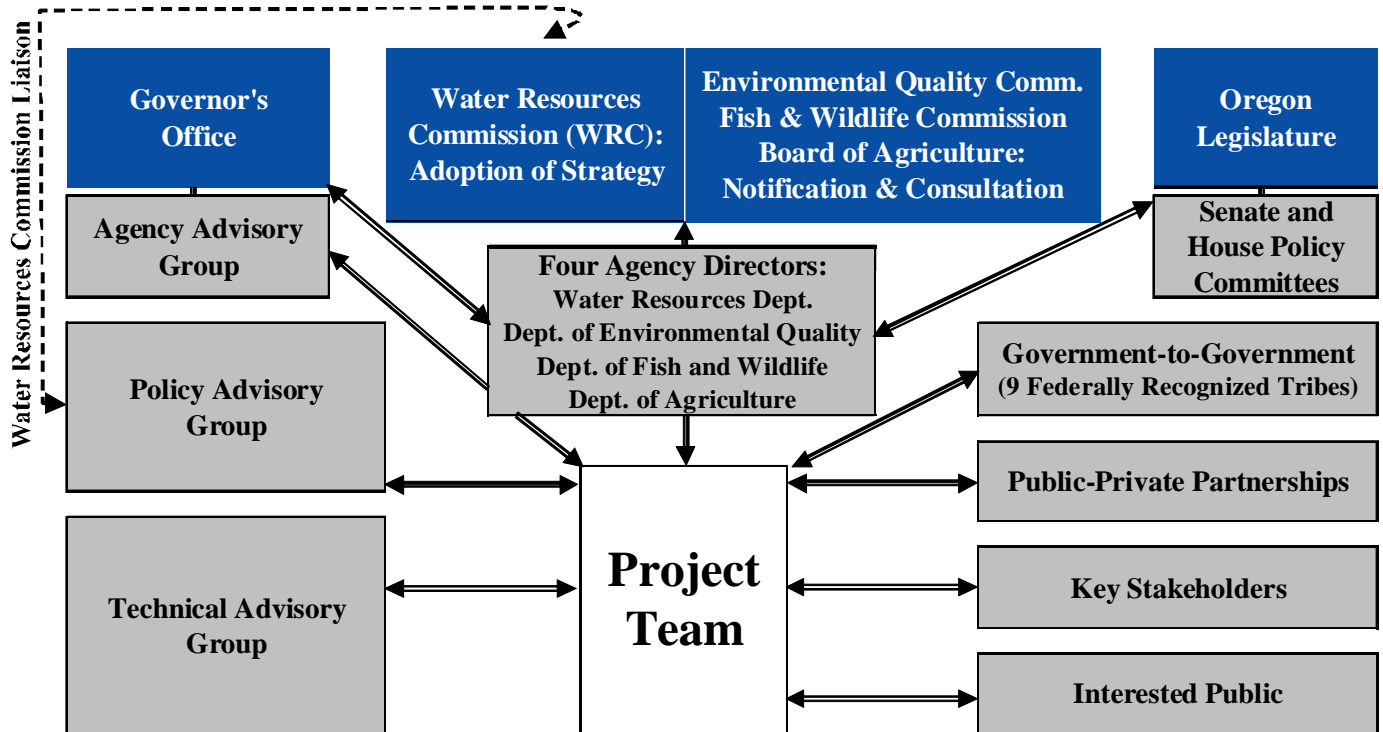 Water Resources Commission Liaison
Governor's
Office
Water Resources
Commission (WRC):
Adoption of Strategy
Environmental Quality Comm.
Fish & Wildlife Commission
Board of Agriculture:
Notification & Consultation
Oregon
Legislature
Agency Advisory
Group
Four Agency Directors:
Water Resources Dept.
Dept. of Environmental Quality
Dept. of Fish and Wildlife
Dept. of Agriculture
Senate and
House Policy
Committees
Policy Advisory
Group
Government-to-Government
(9 Federally Recognized Tribes)
Public-Private Partnerships
Technical Advisory
Group
Project
Team
Key Stakeholders
Interested Public